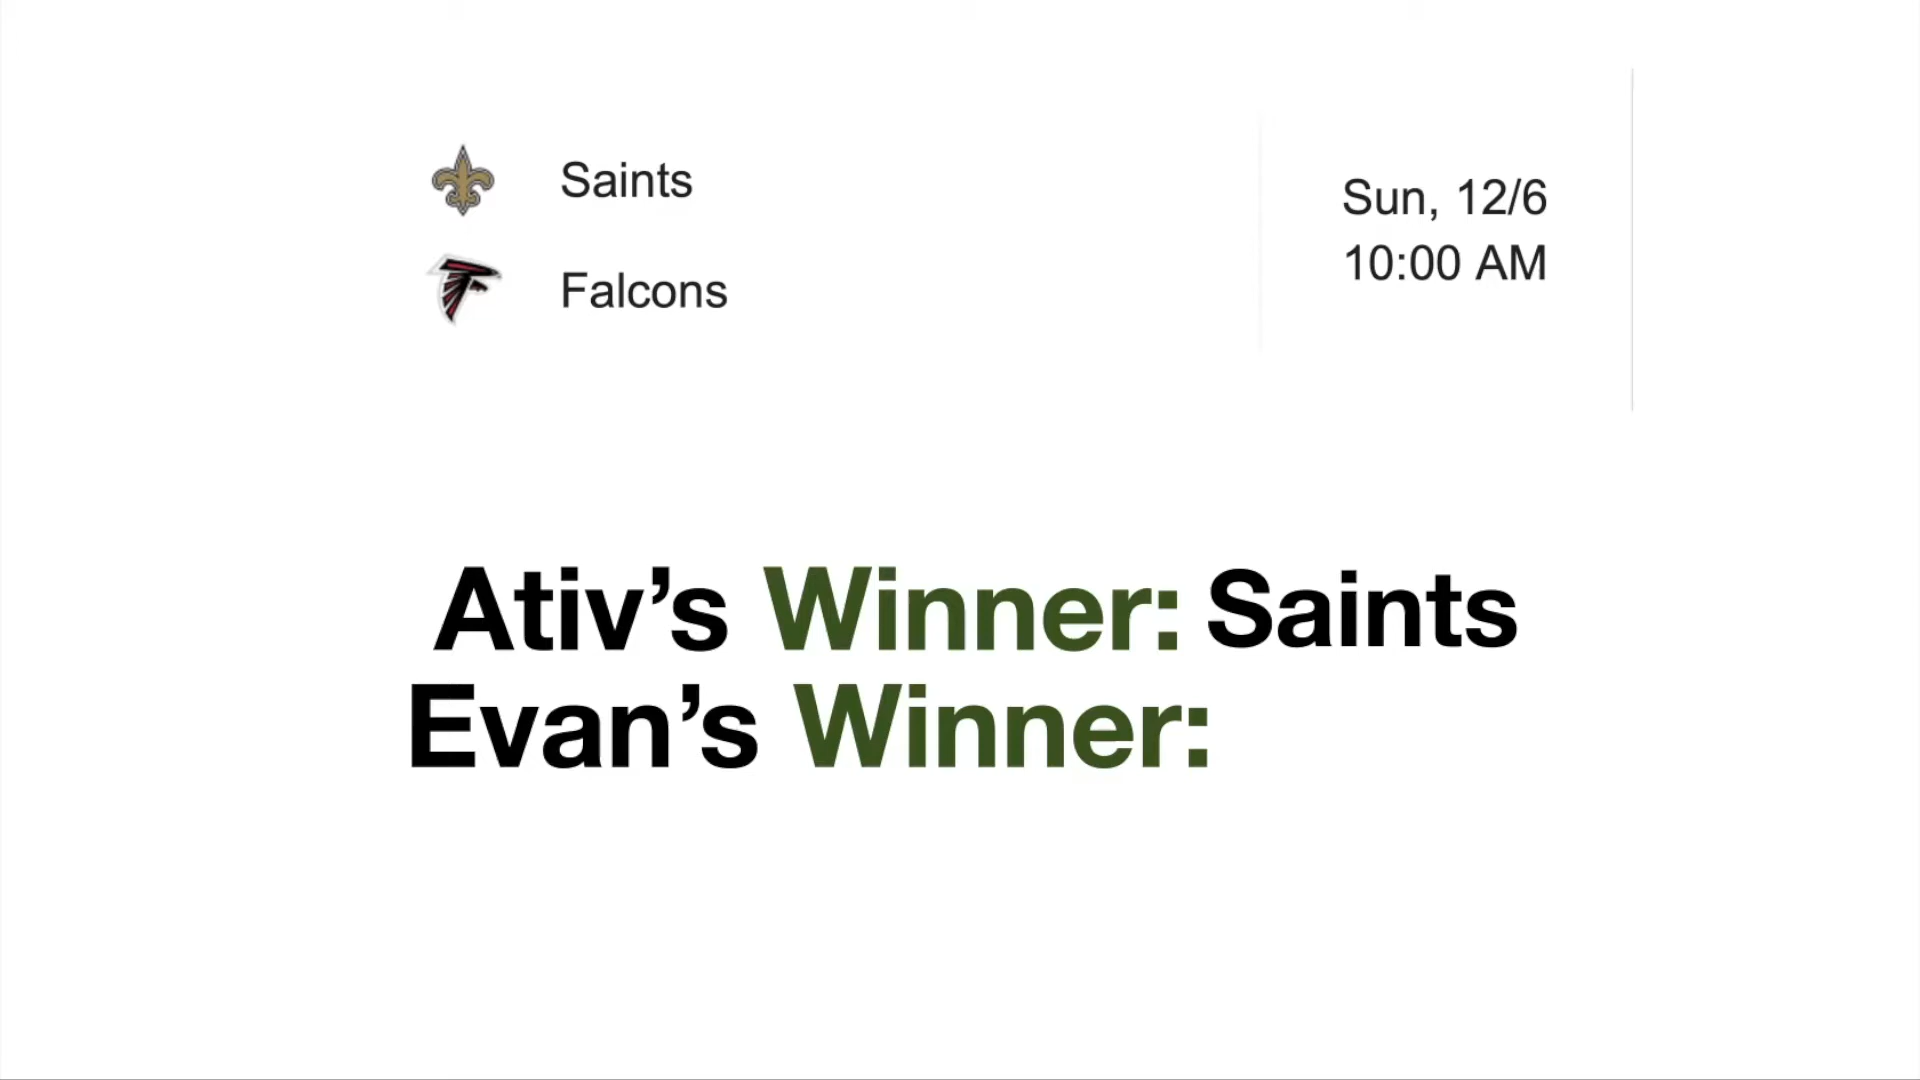 Saints
Falcons
Sun, 12/6
10:00 AM
Ativ’s Winner: Saints
Evan’s Winner: